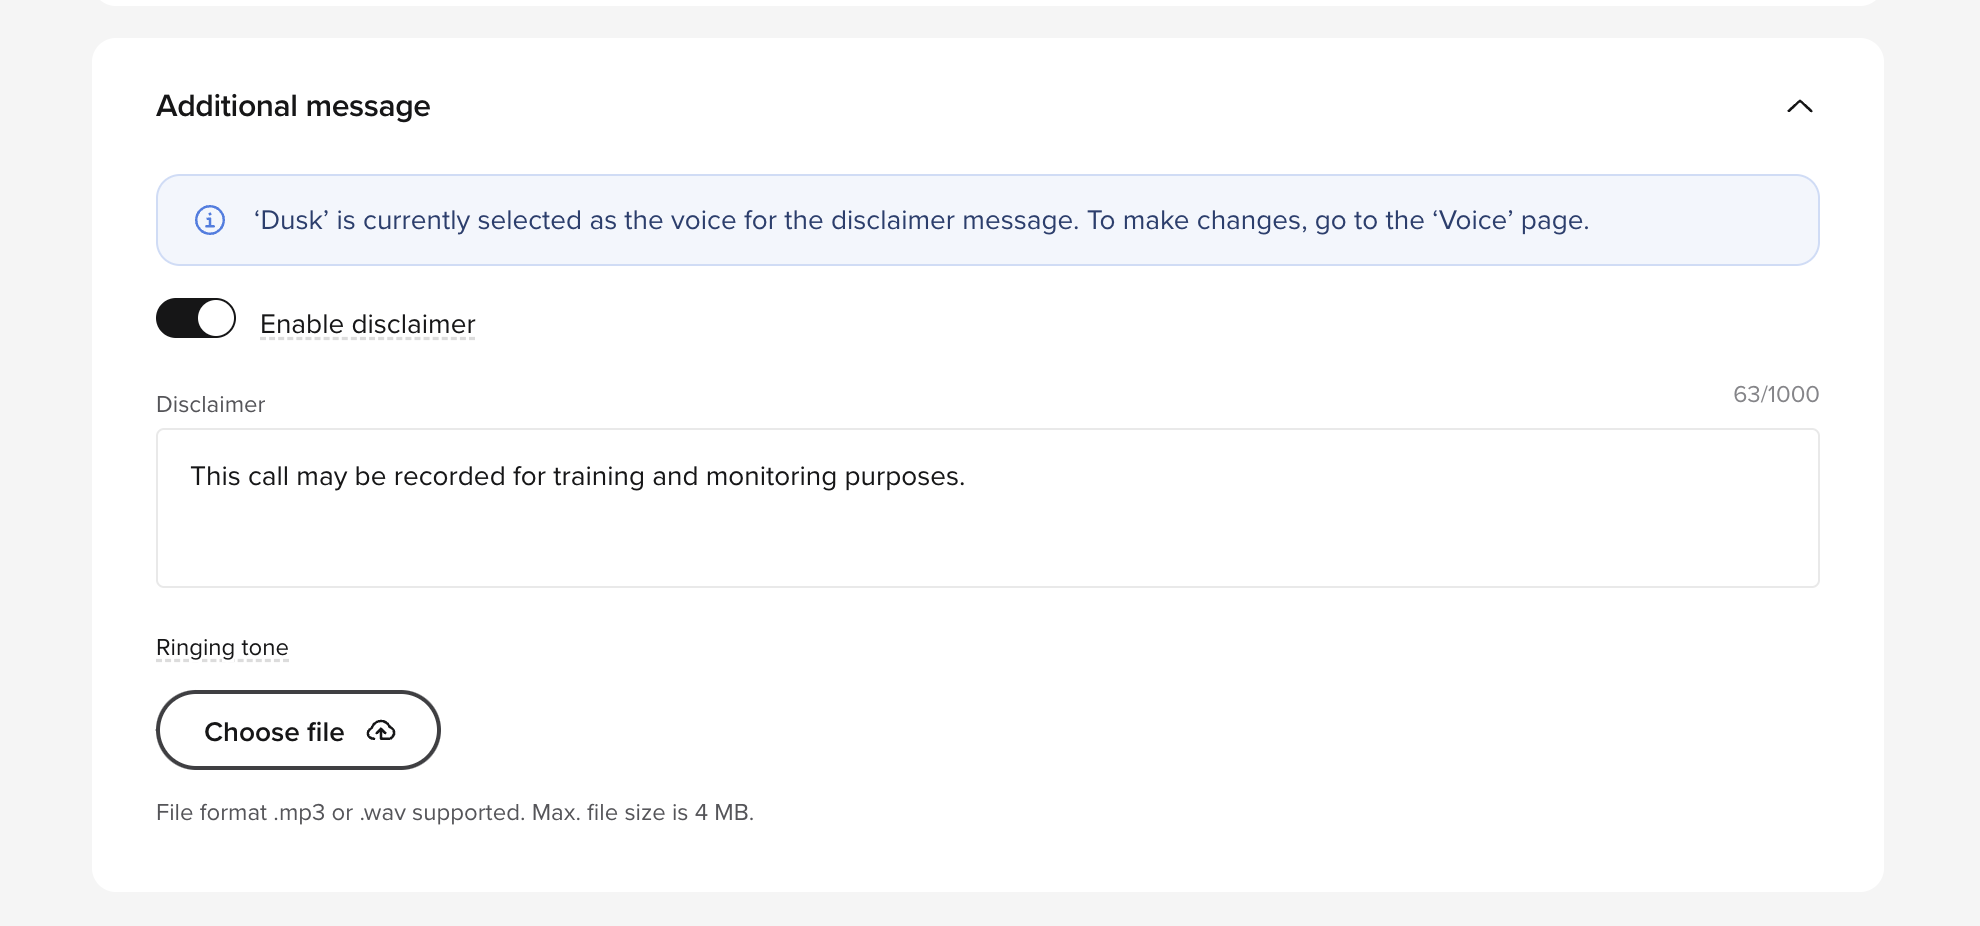 Additional message
‘Dusk’ is currently selected as the voice for the disclaimer message. To make changes, go to the ‘Voice’ page.
Enable disclaimer
Disclaimer
63/1000
This call may be recorded for training and monitoring purposes.
Ringing tone
Choose file
File format .mp3 or .wav supported. Max. file size is 4 MB.